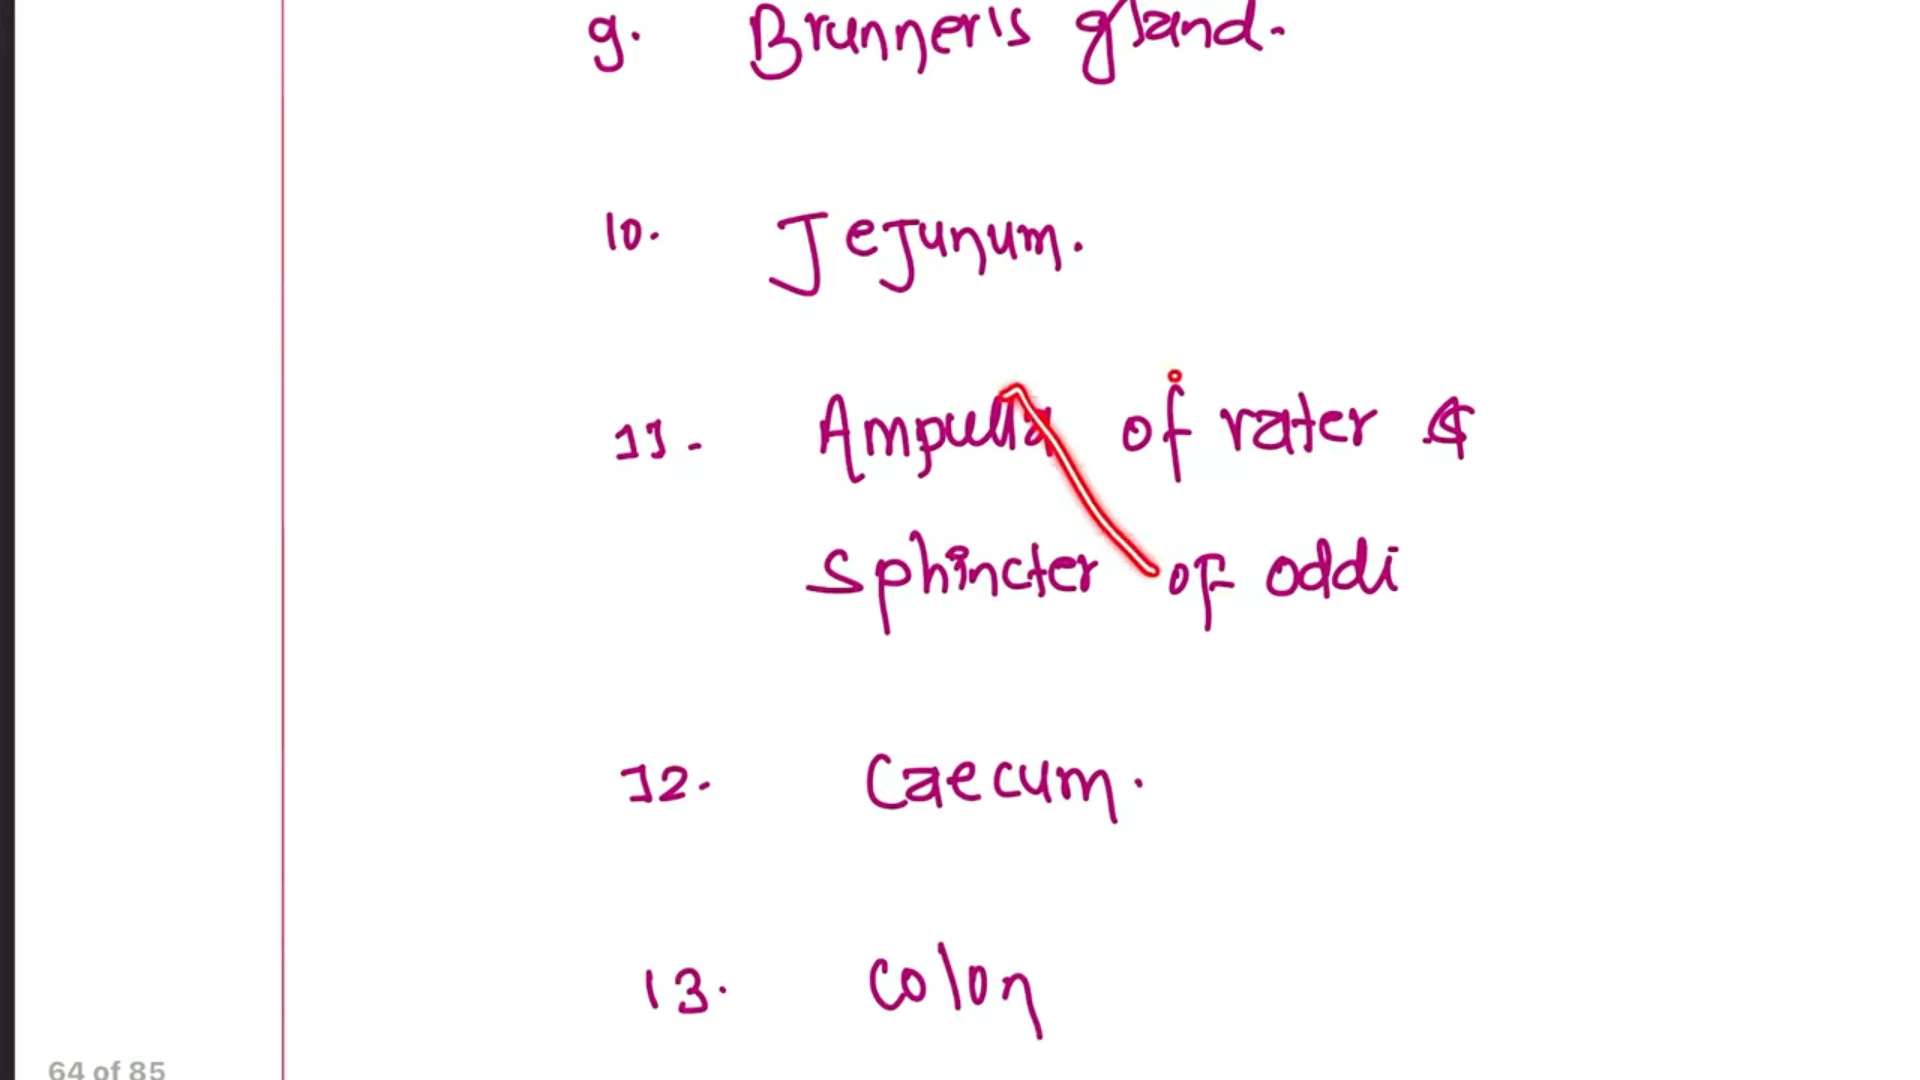 9. Brunner's gland.
10. Jejunum.
11. Ampulla of vater &
Sphincter of oddi
12. Caecum.
13. Colon
64 of 85